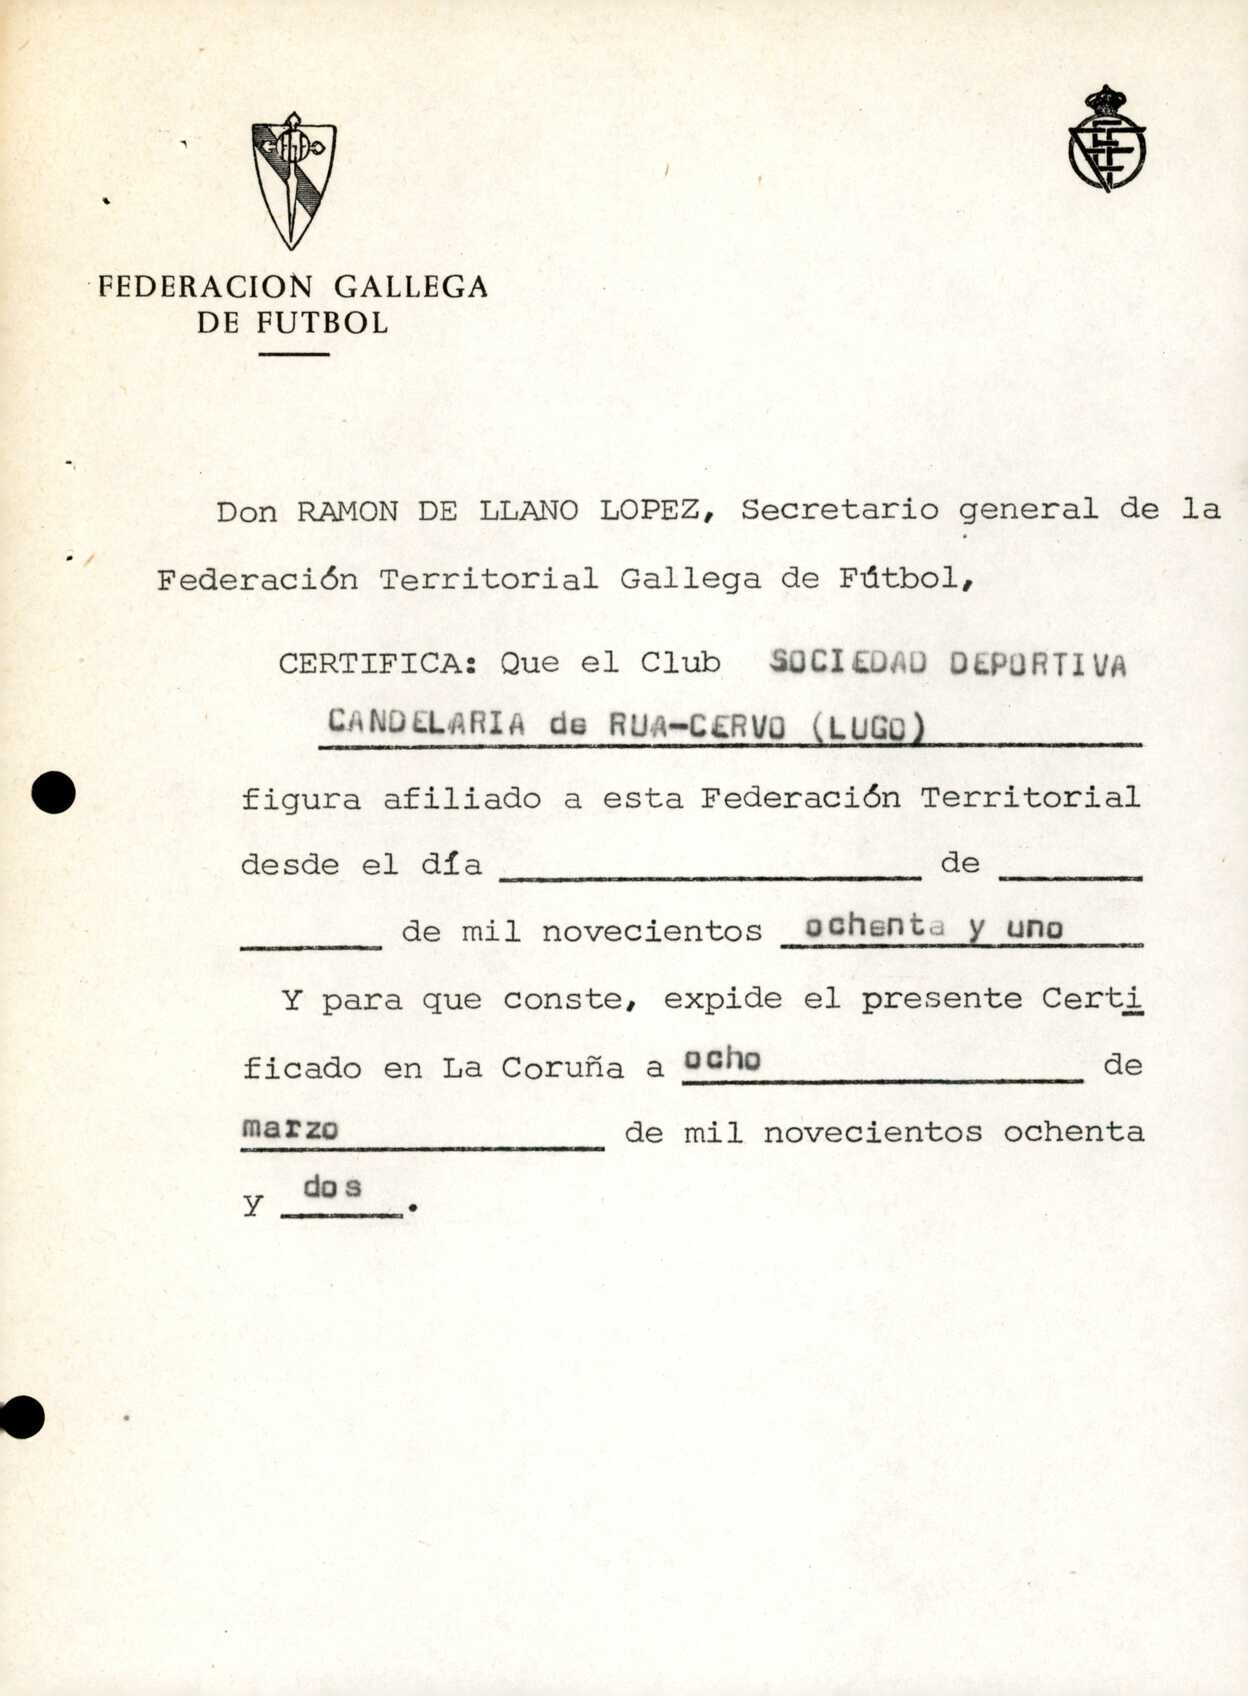 FEDERACION GALLEGA
DE FUTBOL
Don RAMON DE LLANO LOPEZ, Secretario general de la
Federación Territorial Gallega de Fútbol,
CERTIFICA: Que el Club SOCIEDAD DEPORTIVA
CANDELARIA de RUA-CERVO (LUGO)
figura afiliado a esta Federación Territorial
desde el día ____________ de ______
______ de mil novecientos ochenta y uno
Y para que conste, expide el presente Certi
ficado en La Coruña a ocho de
marzo de mil novecientos ochenta
y dos.